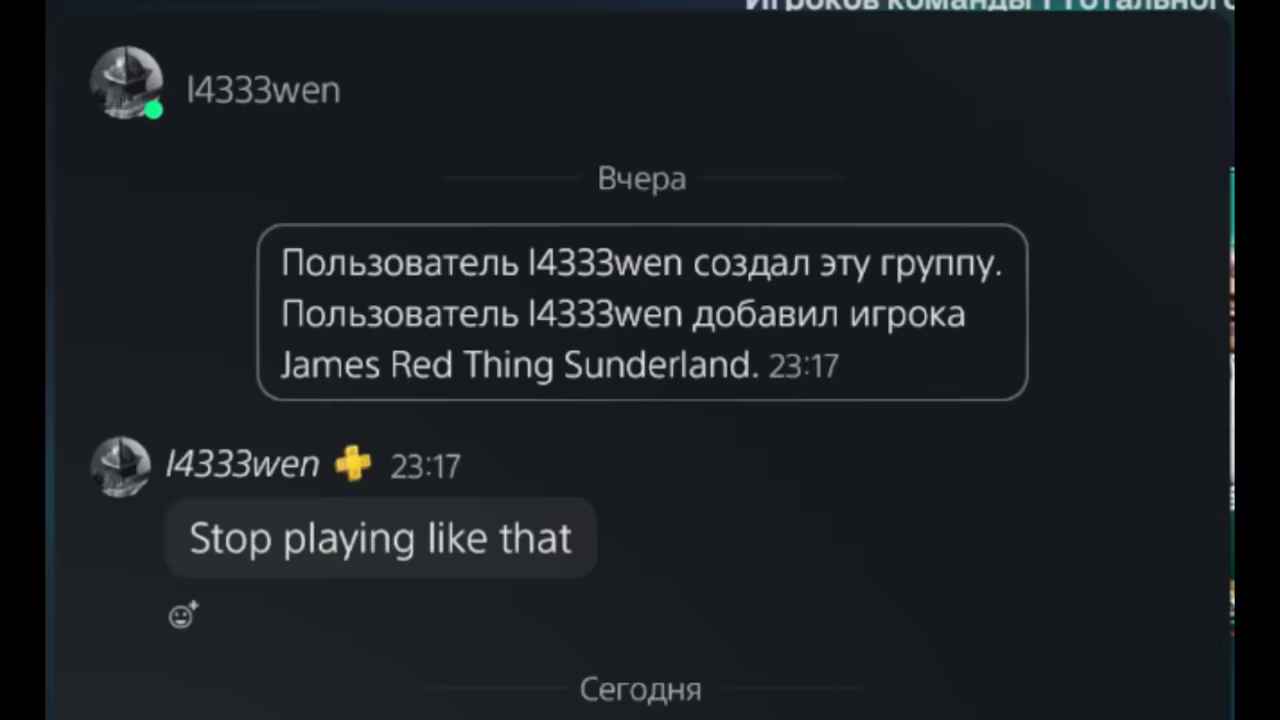 Игроков команды Тотального
l4333wen
Вчера
Пользователь l4333wen создал эту группу.
Пользователь l4333wen добавил игрока
James Red Thing Sunderland. 23:17
l4333wen 23:17
Stop playing like that
Сегодня